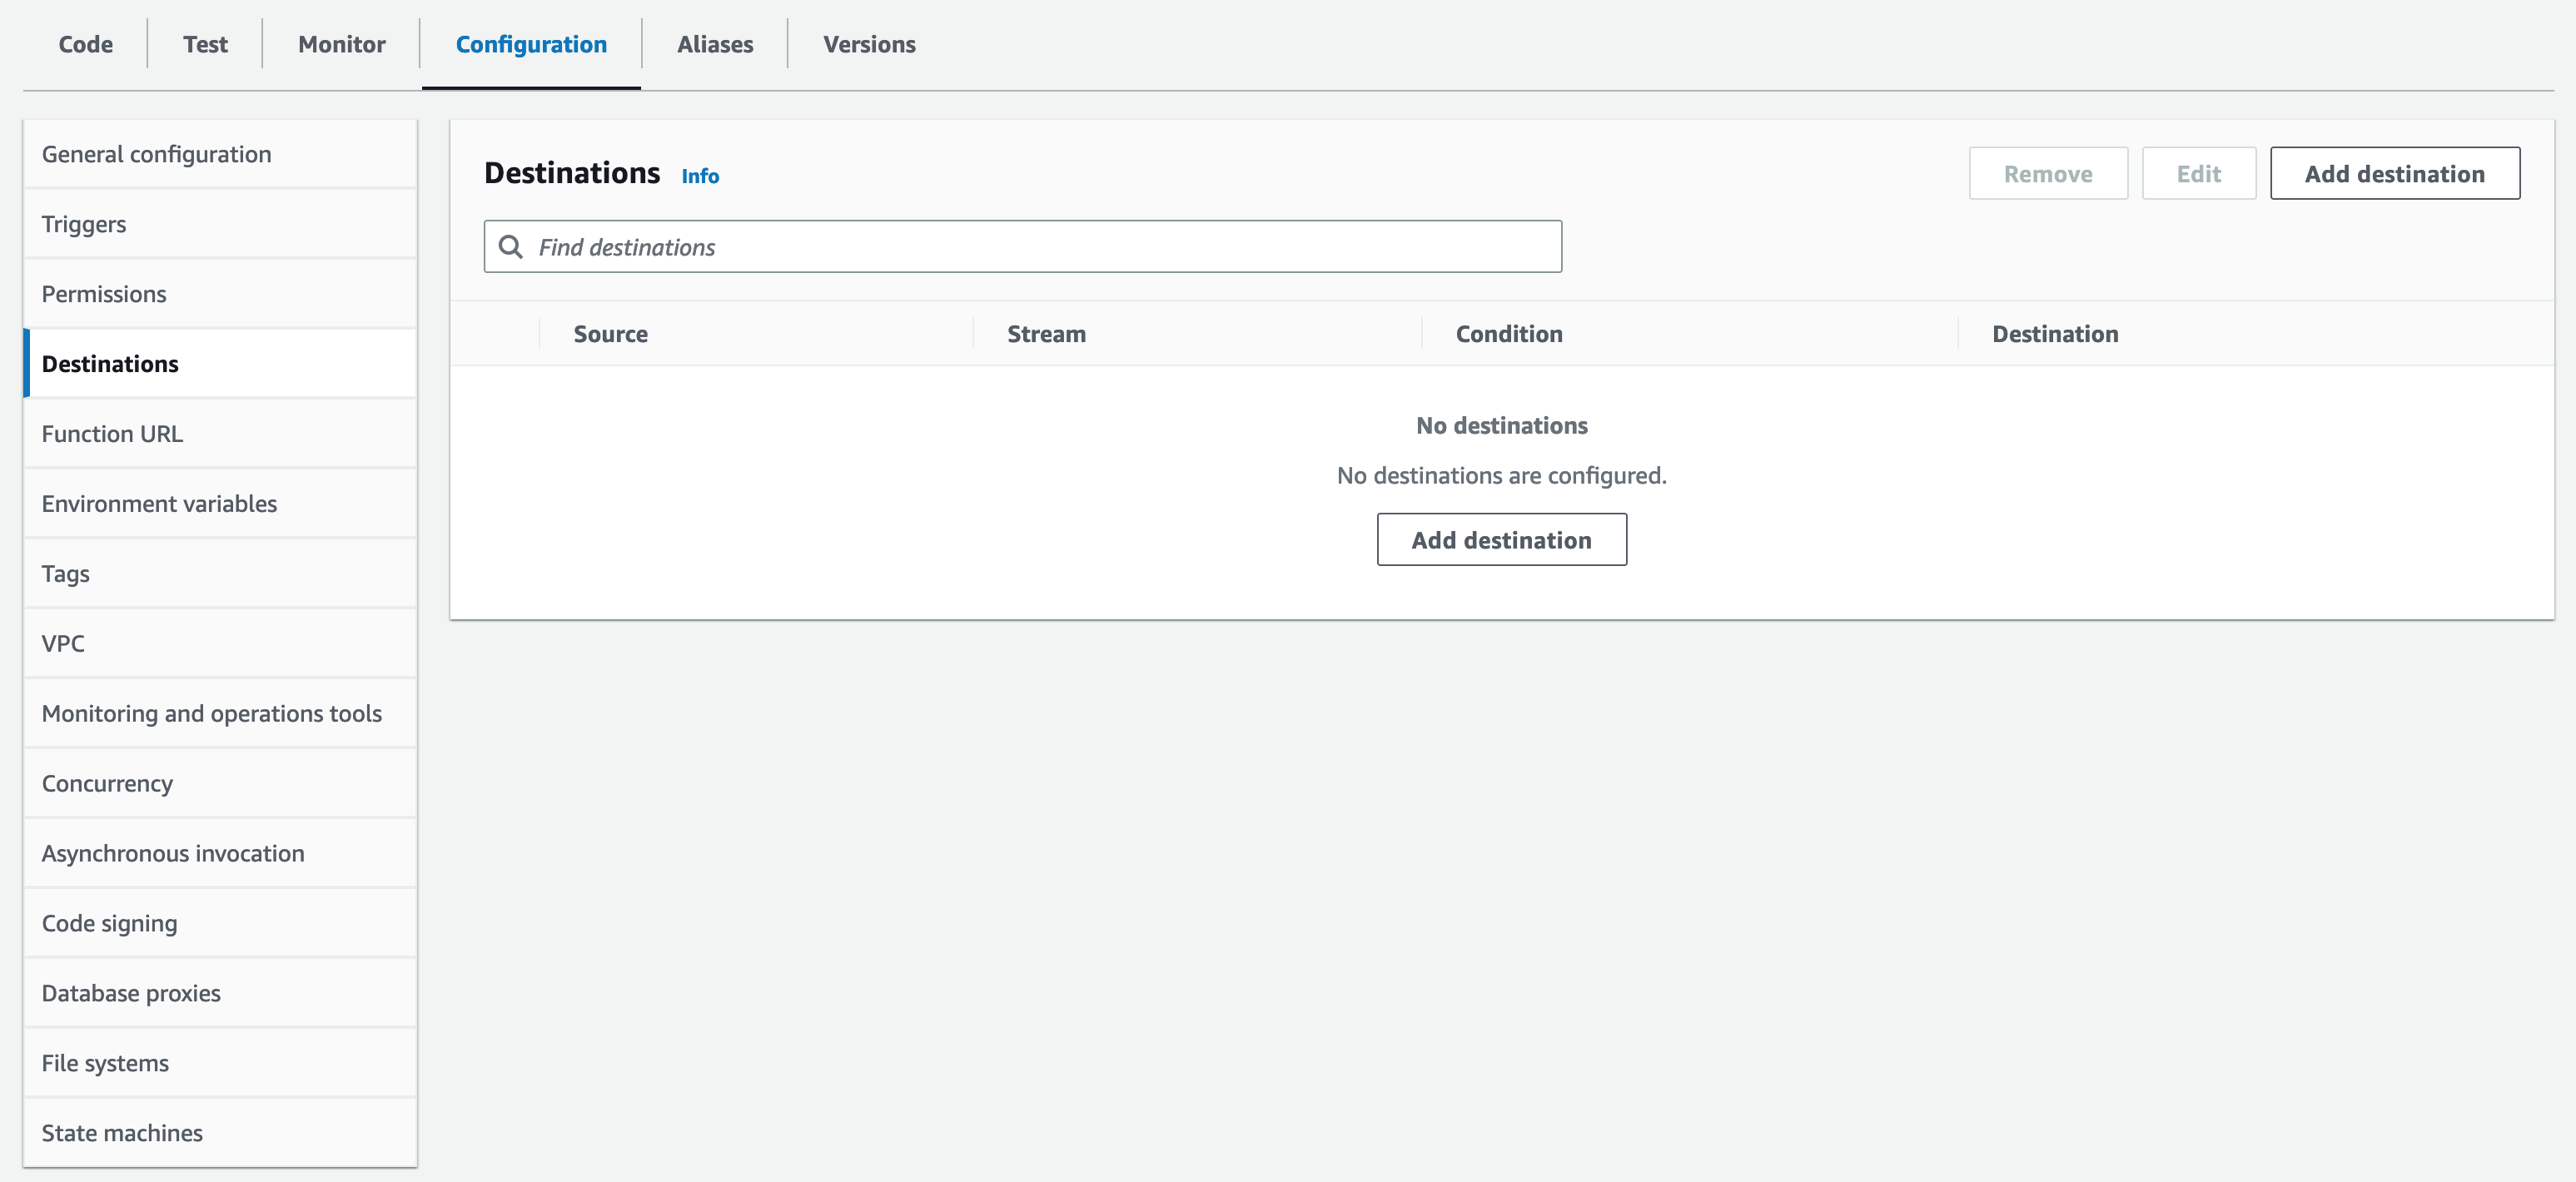 Code Test Monitor Configuration Aliases Versions
General configuration
Triggers
Permissions
Destinations
Function URL
Environment variables
Tags
VPC
Monitoring and operations tools
Concurrency
Asynchronous invocation
Code signing
Database proxies
File systems
State machines
Destinations Info
Remove Edit Add destination
Find destinations
Source Stream Condition Destination
No destinations
No destinations are configured.
Add destination